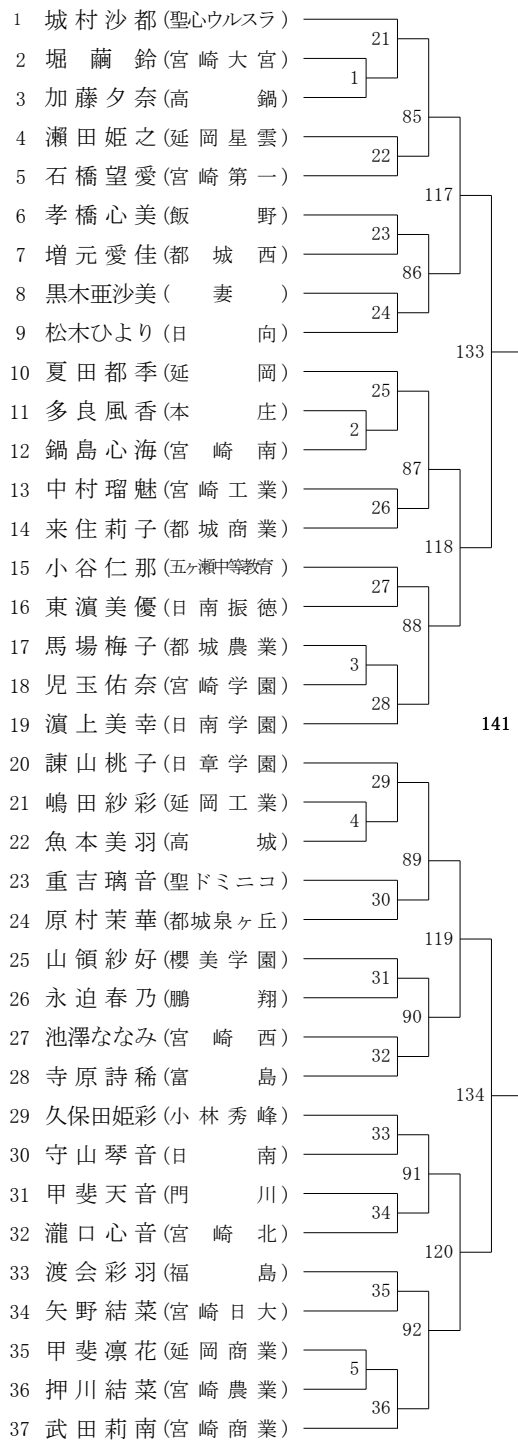 1 城村沙都(聖心ウルスラ)
2 堀繭鈴(宮崎大宮)
3 加藤夕奈(高鍋)
4 瀬田姫之(延岡星雲)
5 石橋望愛(宮崎第一)
6 孝橋心美(飯野)
7 増元愛佳(都城西)
8 黒木亜沙美(妻)
9 松木ひより(日向)
10 夏田都季(延岡)
11 多良風香(本庄)
12 鍋島心海(宮崎南)
13 中村瑠魅(宮崎工業)
14 来住莉子(都城商業)
15 小谷仁那(五ヶ瀬中等教育)
16 東濵美優(日南振徳)
17 馬場梅子(都城農業)
18 児玉佑奈(宮崎学園)
19 濵上美幸(日南学園)
20 諫山桃子(日章学園)
21 嶋田紗彩(延岡工業)
22 魚本美羽(高城)
23 重吉璃音(聖ドミニコ)
24 原村茉華(都城泉ヶ丘)
25 山領紗好(櫻美学園)
26 永迫春乃(鵬翔)
27 池澤ななみ(宮崎西)
28 寺原詩稀(富島)
29 久保田姫彩(小林秀峰)
30 守山琴音(日南)
31 甲斐天音(門川)
32 瀧口心音(宮崎北)
33 渡会彩羽(福島)
34 矢野結菜(宮崎日大)
35 甲斐凛花(延岡商業)
36 押川結菜(宮崎農業)
37 武田莉南(宮崎商業)
1
2
3
4
5
21
22
23
24
25
26
27
28
29
30
31
32
33
34
35
36
85
86
87
88
89
90
91
92
117
118
119
120
133
134
141